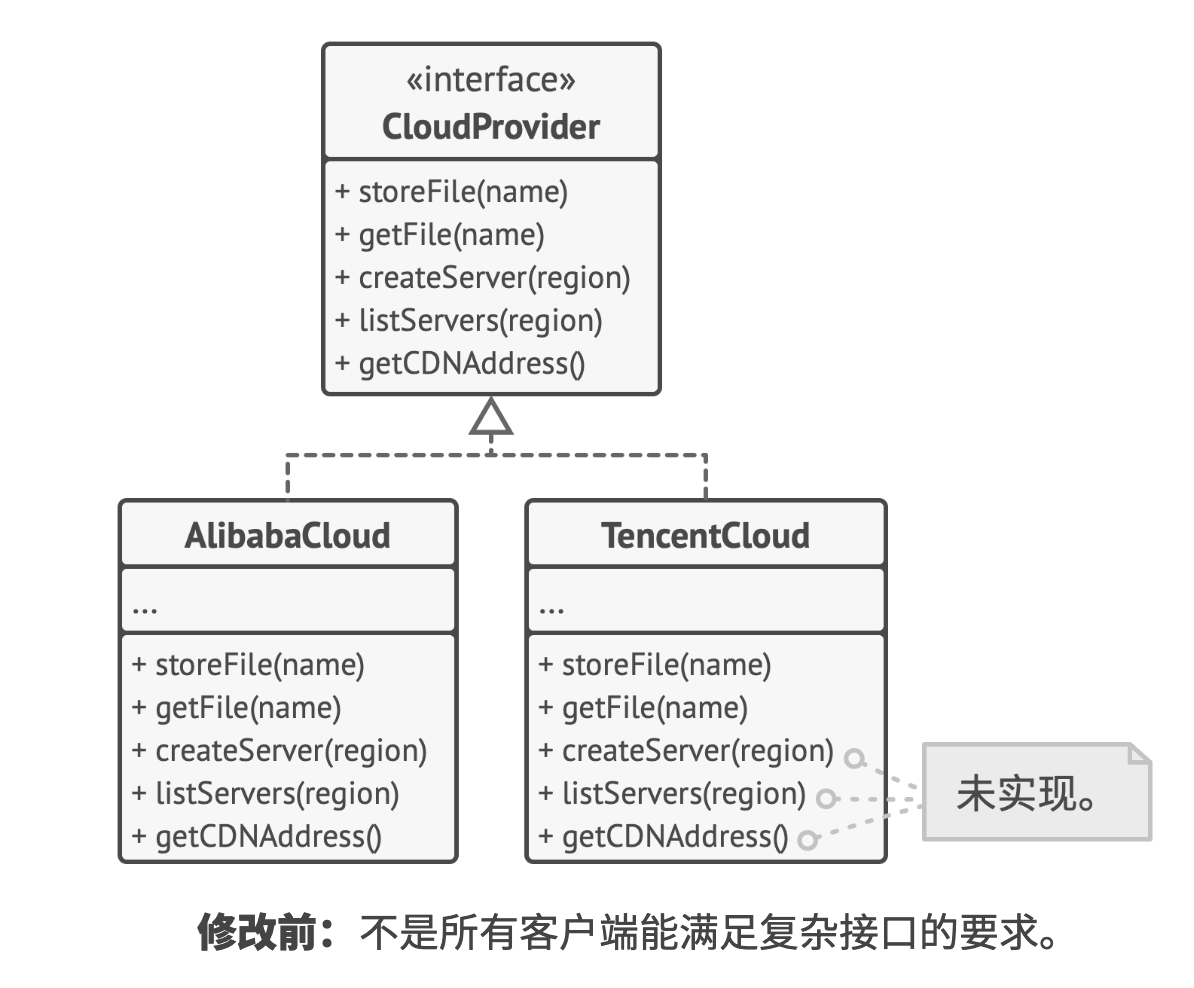 «interface»
CloudProvider
+ storeFile(name)
+ getFile(name)
+ createServer(region)
+ listServers(region)
+ getCDNAddress()
AlibabaCloud
...
+ storeFile(name)
+ getFile(name)
+ createServer(region)
+ listServers(region)
+ getCDNAddress()
TencentCloud
...
+ storeFile(name)
+ getFile(name)
+ createServer(region)
+ listServers(region)
+ getCDNAddress()
未实现。
修改前：不是所有客户端能满足复杂接口的要求。